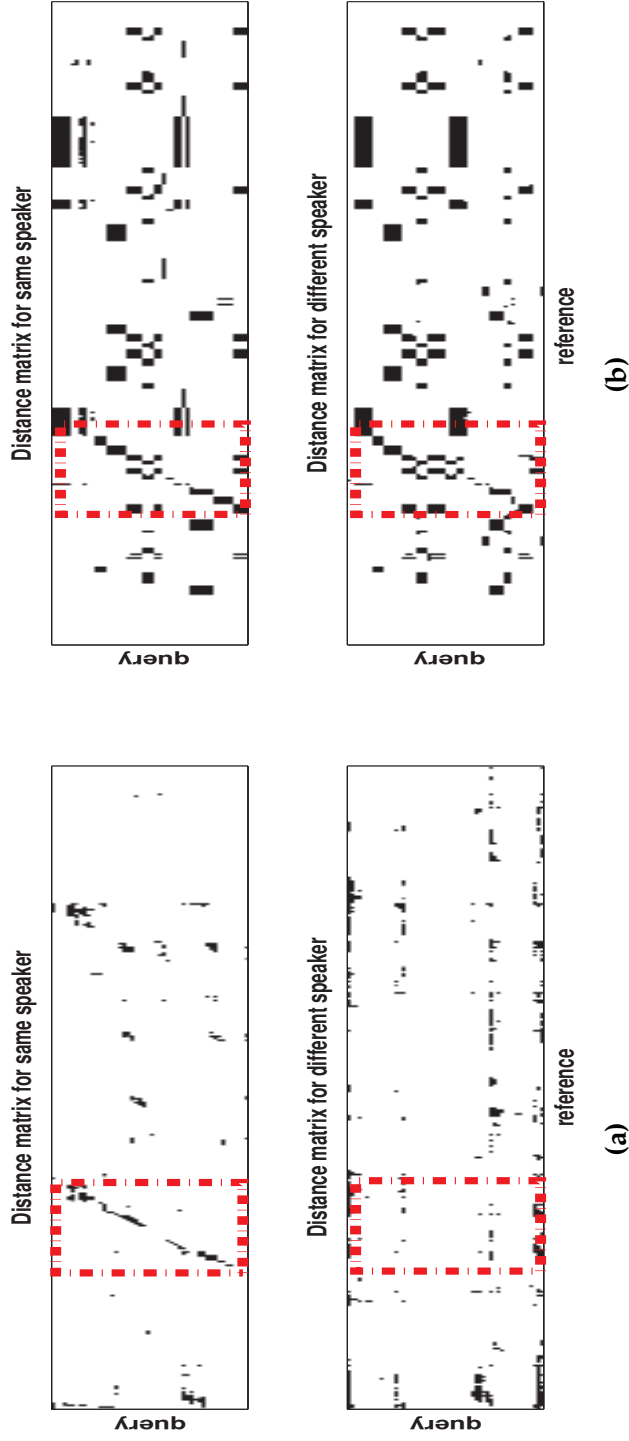 Distance matrix for same speaker
query
Distance matrix for different speaker
query
reference
(a)
Distance matrix for same speaker
query
Distance matrix for different speaker
query
reference
(b)